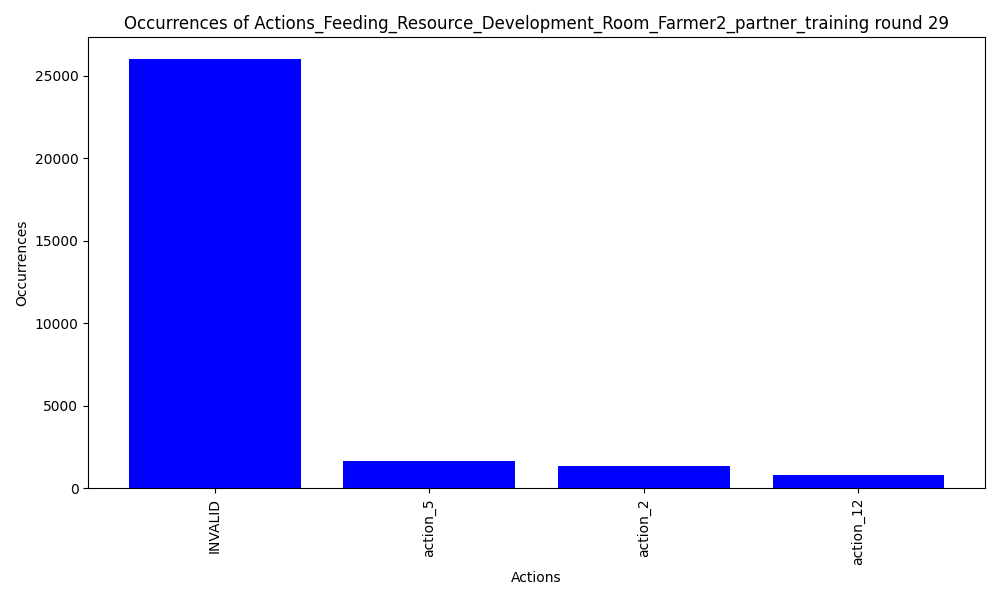 Occurrences of Actions_Feeding_Resource_Development_Room_Farmer2_partner_training round 29
25000
20000
15000
10000
5000
0
Occurrences
INVALID
action_5
action_2
action_12
Actions